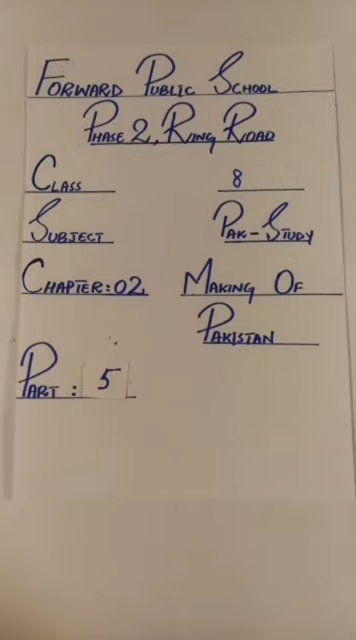 Forward Public School
Phase 2, Ring Road
Class 8
Subject Pak-Study
Chapter: 02, Making Of
Pakistan
Part: 5